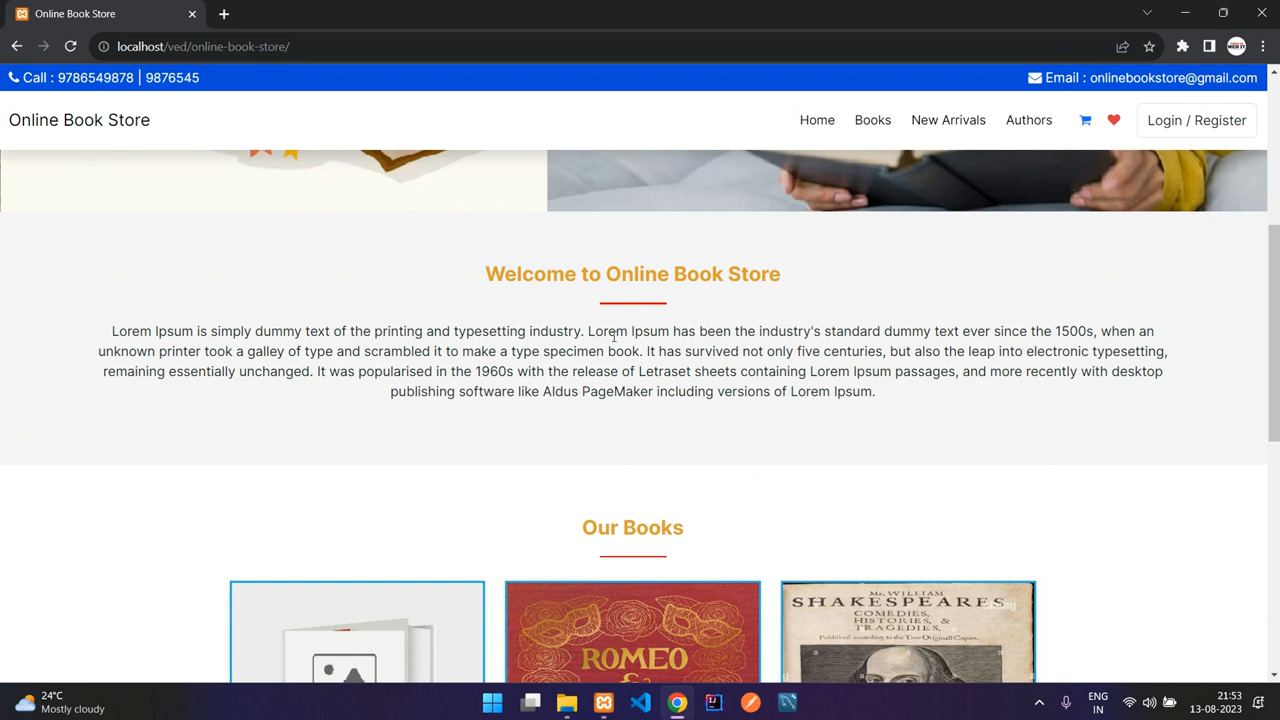 Online Book Store
localhost/ved/online-book-store/
Call : 9786549878 | 9876545
Email : onlinebookstore@gmail.com
Online Book Store
Home
Books
New Arrivals
Authors
Login / Register
Welcome to Online Book Store
Lorem Ipsum is simply dummy text of the printing and typesetting industry. Lorem Ipsum has been the industry's standard dummy text ever since the 1500s, when an
unknown printer took a galley of type and scrambled it to make a type specimen book. It has survived not only five centuries, but also the leap into electronic typesetting,
remaining essentially unchanged. It was popularised in the 1960s with the release of Letraset sheets containing Lorem Ipsum passages, and more recently with desktop
publishing software like Aldus PageMaker including versions of Lorem Ipsum.
Our Books
ROMEO
&
Mr. WILLIAM
SHAKESPEARES
COMEDIES,
HISTORIES, &
TRAGEDIES.
Published according to the True Originall Copies.
24°C
Mostly cloudy
ENG
IN
21:53
13-08-2023